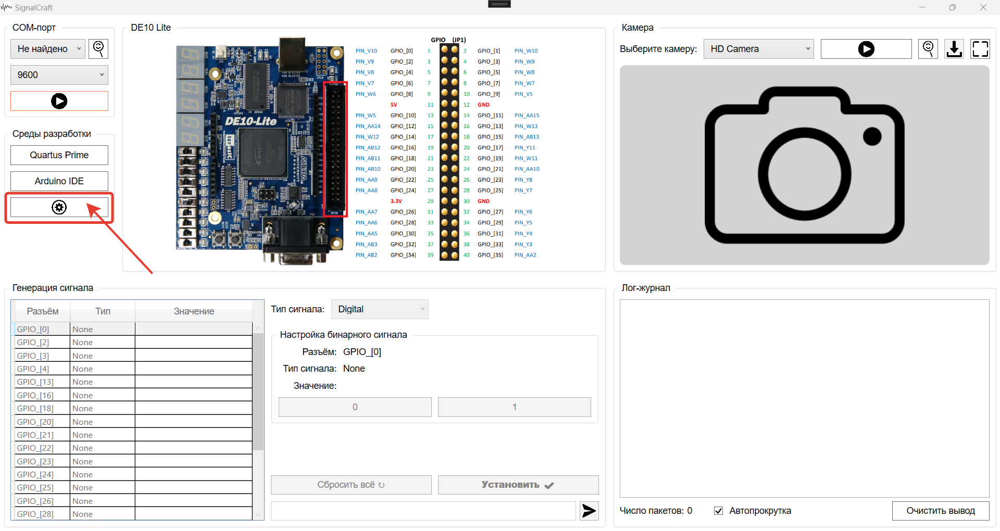 SignalCraft
COM-порт
Не найдено
9600
Среды разработки
Quartus Prime
Arduino IDE
DE10 Lite
DE10-Lite
terasic
GPIO (JP1)
PIN_V10 GPIO_[0] 1 2 GPIO_[1] PIN_W10
PIN_V9 GPIO_[2] 3 4 GPIO_[3] PIN_W9
PIN_V8 GPIO_[4] 5 6 GPIO_[5] PIN_W8
PIN_V7 GPIO_[6] 7 8 GPIO_[7] PIN_W7
PIN_W6 GPIO_[8] 9 10 GPIO_[9] PIN_V5
5V 11 12 GND
PIN_W5 GPIO_[10] 13 14 GPIO_[11] PIN_AA15
PIN_AA14 GPIO_[12] 15 16 GPIO_[13] PIN_W13
PIN_W12 GPIO_[14] 17 18 GPIO_[15] PIN_AB13
PIN_AB12 GPIO_[16] 19 20 GPIO_[17] PIN_Y11
PIN_AB11 GPIO_[18] 21 22 GPIO_[19] PIN_W11
PIN_AB10 GPIO_[20] 23 24 GPIO_[21] PIN_AA10
PIN_AA9 GPIO_[22] 25 26 GPIO_[23] PIN_Y8
PIN_AA8 GPIO_[24] 27 28 GPIO_[25] PIN_Y7
3.3V 29 30 GND
PIN_AA7 GPIO_[26] 31 32 GPIO_[27] PIN_Y6
PIN_AA6 GPIO_[28] 33 34 GPIO_[29] PIN_Y5
PIN_AA5 GPIO_[30] 35 36 GPIO_[31] PIN_Y4
PIN_AB3 GPIO_[32] 37 38 GPIO_[33] PIN_Y3
PIN_AB2 GPIO_[34] 39 40 GPIO_[35] PIN_AA2
Камера
Выберите камеру: HD Camera
Генерация сигнала
Разъём Тип Значение
GPIO_[0] None
GPIO_[2] None
GPIO_[3] None
GPIO_[4] None
GPIO_[13] None
GPIO_[16] None
GPIO_[18] None
GPIO_[20] None
GPIO_[21] None
GPIO_[22] None
GPIO_[23] None
GPIO_[24] None
GPIO_[25] None
GPIO_[26] None
GPIO_[28] None
Тип сигнала: Digital
Настройка бинарного сигнала
Разъём: GPIO_[0]
Тип сигнала: None
Значение:
0 1
Сбросить всё ↻ Установить ✔
Лог-журнал
Число пакетов: 0 Автопрокрутка Очистить вывод